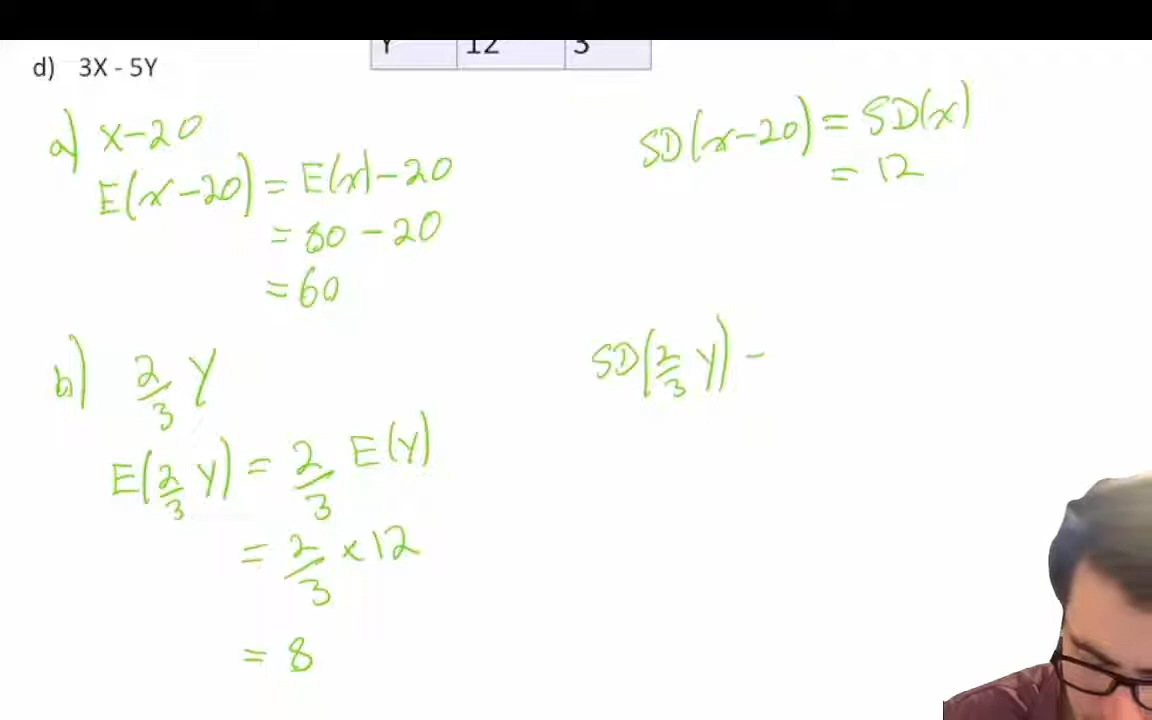 Y 12 3
d) 3X - 5Y
a) X-20
E(x-20) = E(x)-20
= 80 - 20
= 60
SD(x-20) = SD(x)
= 12
b) 2/3 Y
E(2/3 Y) = 2/3 E(Y)
= 2/3 × 12
= 8
SD(2/3 Y) -